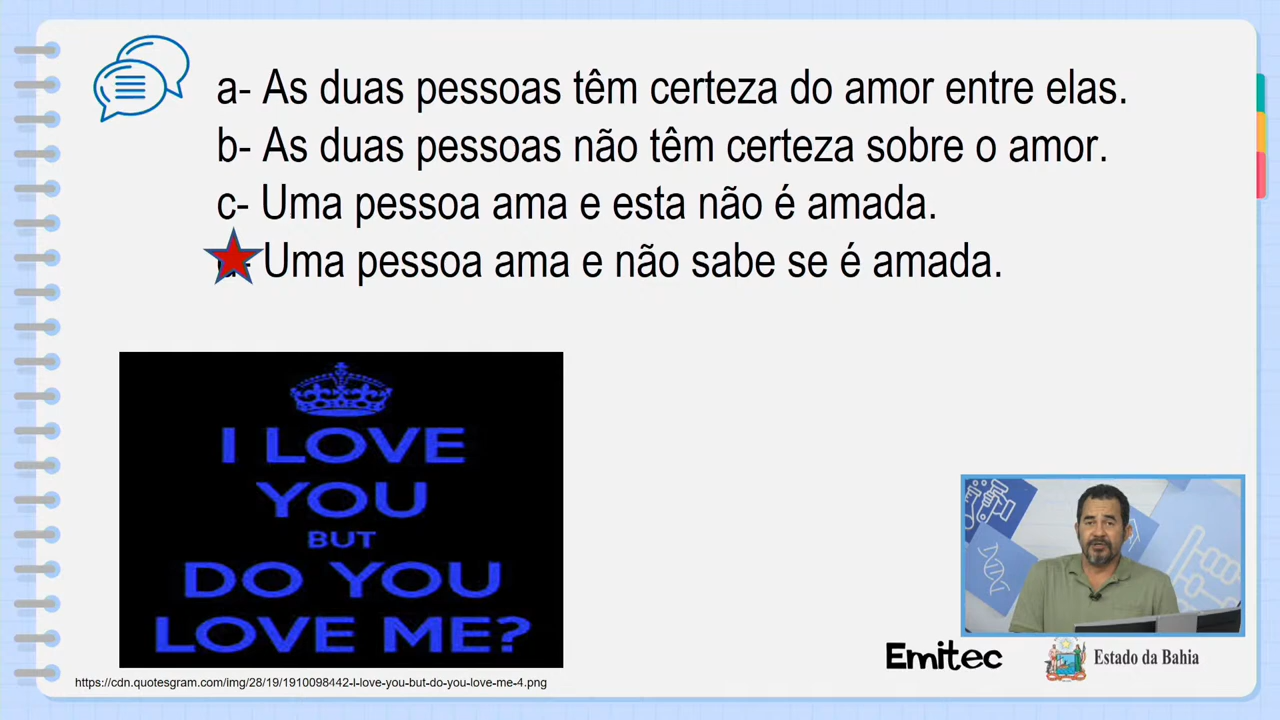 a- As duas pessoas têm certeza do amor entre elas.
b- As duas pessoas não têm certeza sobre o amor.
c- Uma pessoa ama e esta não é amada.
Uma pessoa ama e não sabe se é amada.
I LOVE
YOU
BUT
DO YOU
LOVE ME?
Emitec
Estado da Bahia
https://cdn.quotesgram.com/img/28/19/1910098442-I-love-you-but-do-you-love-me-4.png